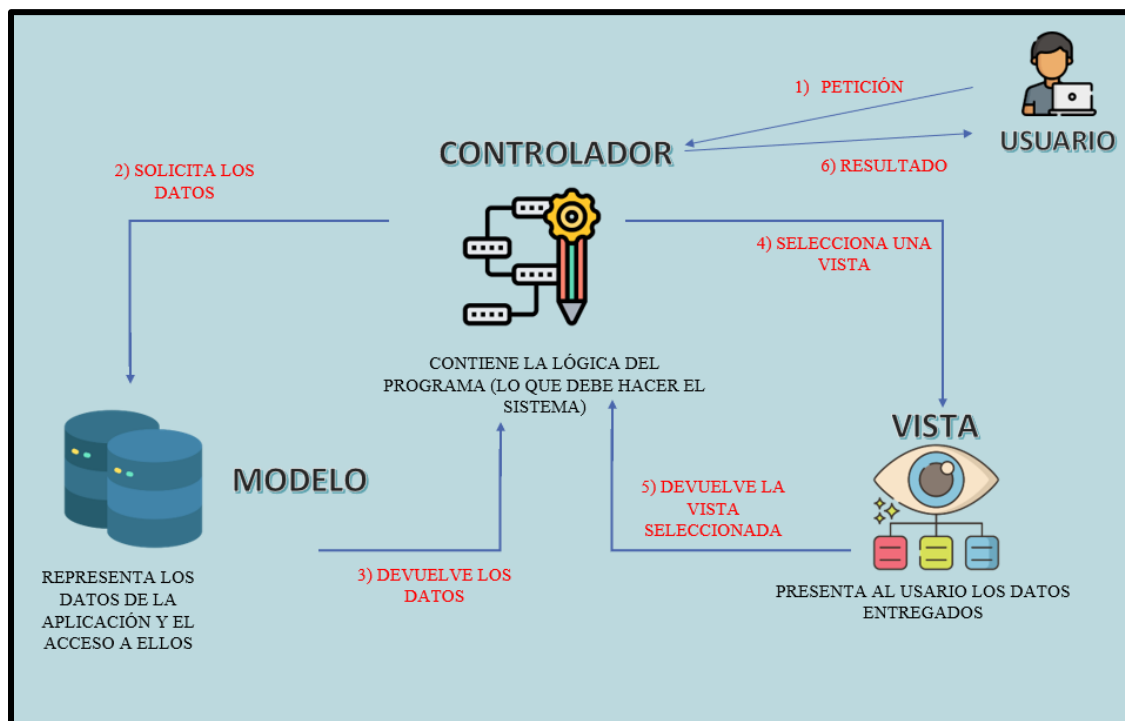 1) PETICIÓN
USUARIO
CONTROLADOR
6) RESULTADO
2) SOLICITA LOS
DATOS
4) SELECCIONA UNA
VISTA
CONTIENE LA LÓGICA DEL
PROGRAMA (LO QUE DEBE HACER EL
SISTEMA)
VISTA
MODELO
5) DEVUELVE LA
VISTA
SELECCIONADA
3) DEVUELVE LOS
DATOS
REPRESENTA LOS
DATOS DE LA
APLICACIÓN Y EL
ACCESO A ELLOS
PRESENTA AL USARIO LOS DATOS
ENTREGADOS